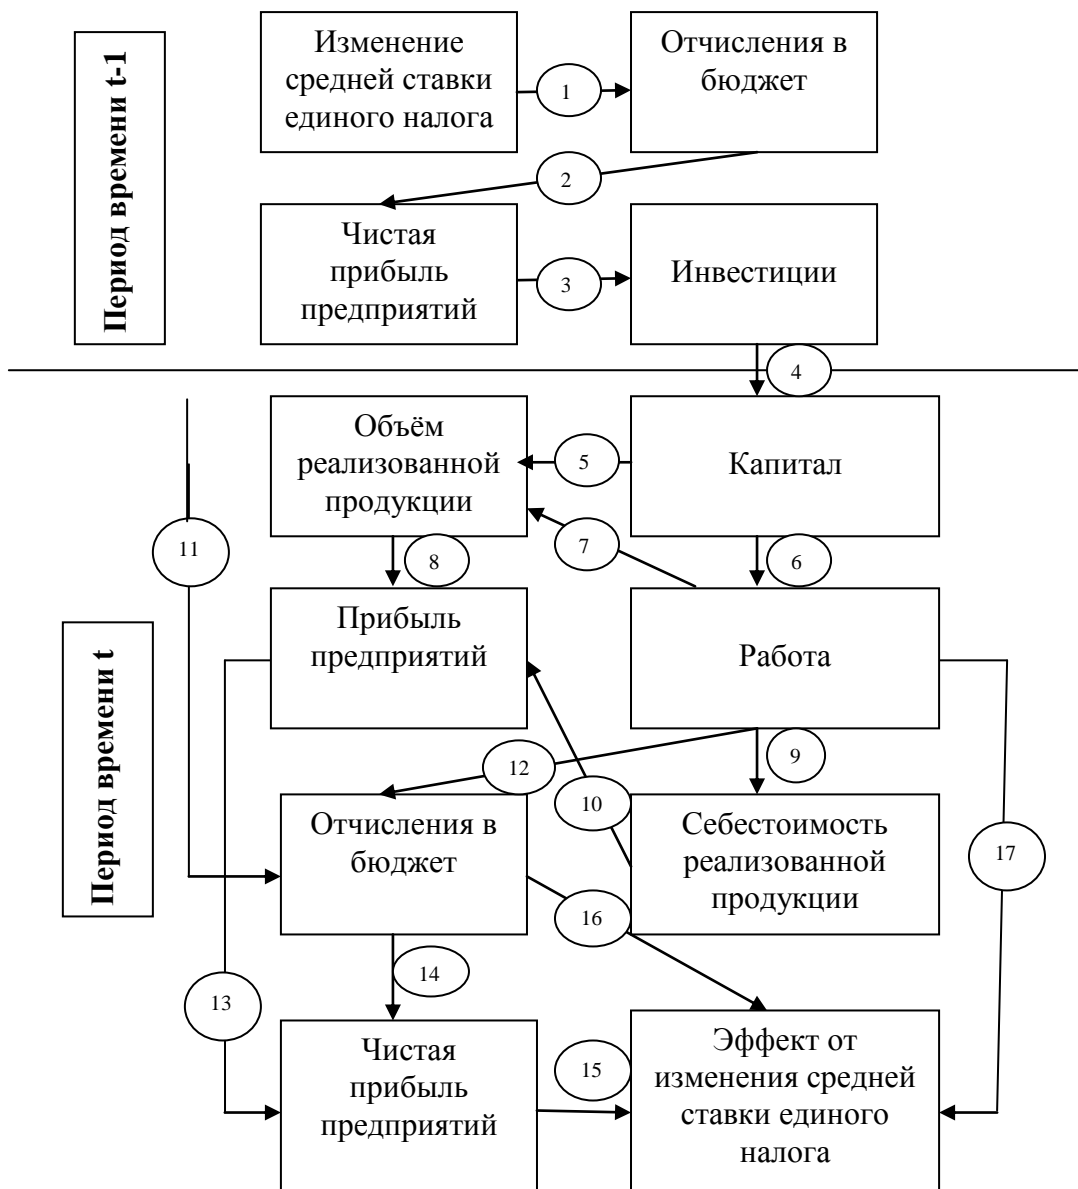 Период времени t-1
Изменение
средней ставки
единого налога
1
Отчисления в
бюджет
2
Чистая
прибыль
предприятий
3
Инвестиции
4
Период времени t
Объём
реализованной
продукции
5
Капитал
11
8
7
6
Прибыль
предприятий
Работа
12
9
10
Отчисления в
бюджет
Себестоимость
реализованной
продукции
17
16
14
13
Чистая
прибыль
предприятий
15
Эффект от
изменения средней
ставки единого
налога